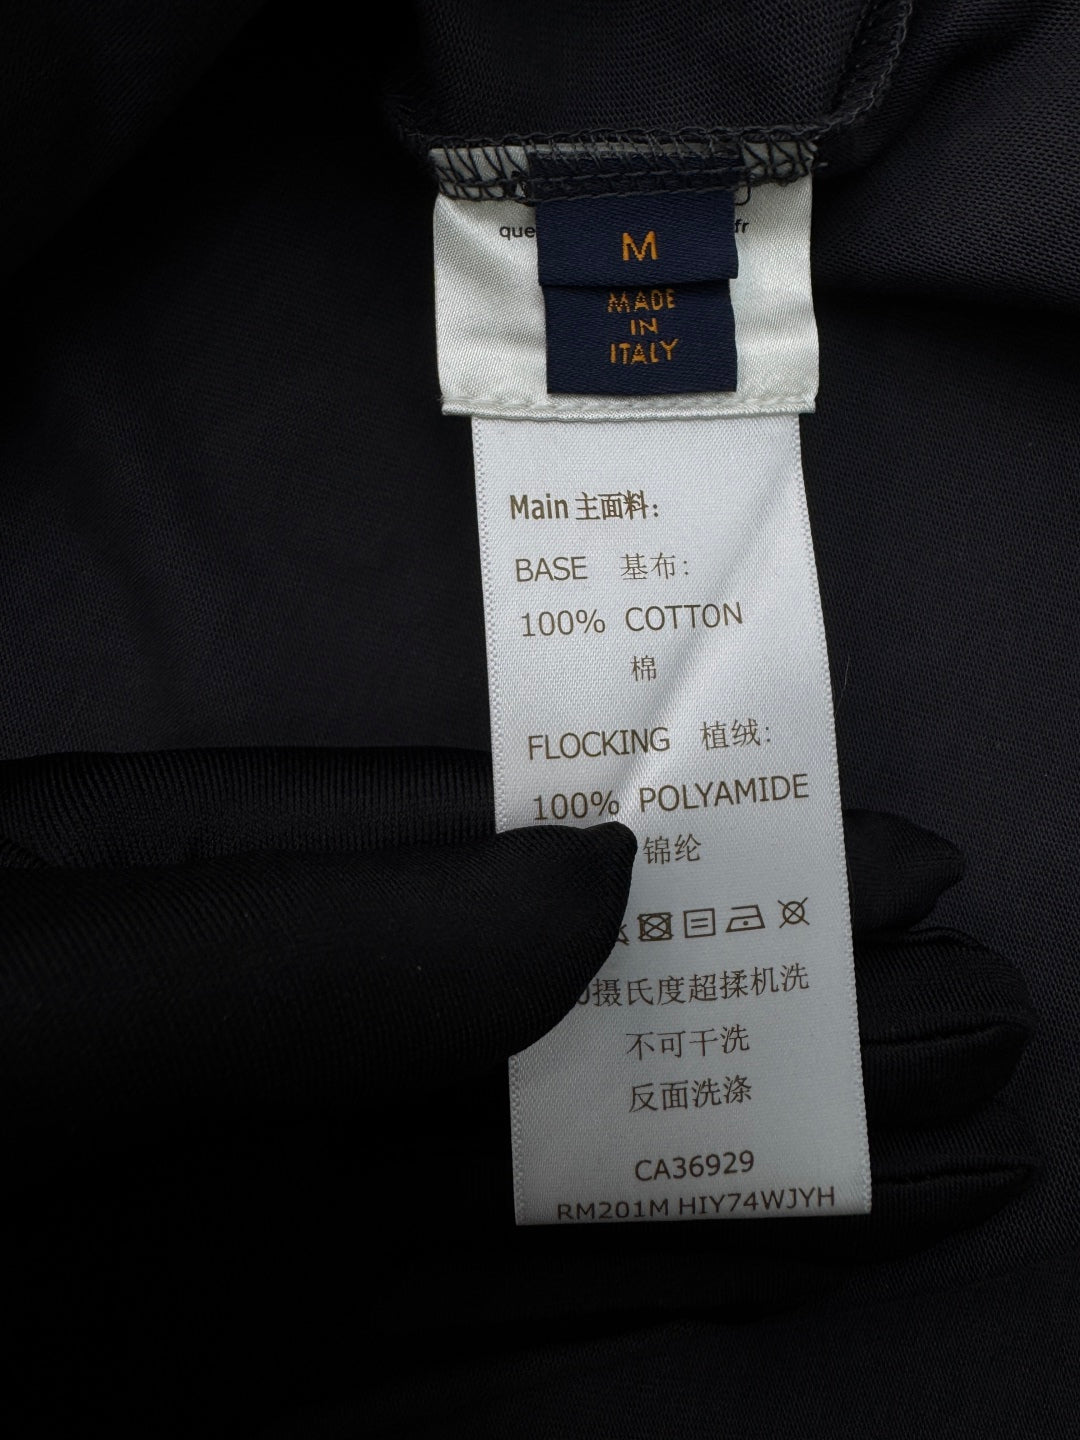 que
fr
M
MADE
IN
ITALY
Main 主面料:
BASE 基布:
100% COTTON
棉
FLOCKING 植绒:
100% POLYAMIDE
锦纶
摄氏度超揉机洗
不可干洗
反面洗涤
CA36929
RM201M HIY74WJYH